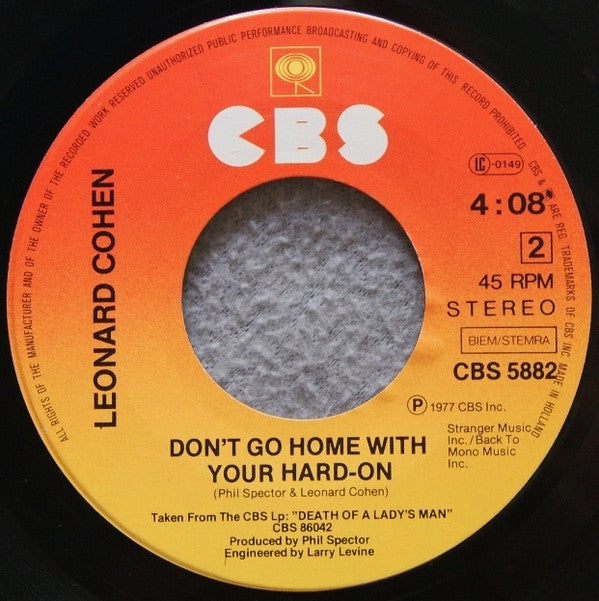 ALL RIGHTS OF THE MANUFACTURER AND OF THE OWNER OF THE RECORDED WORK RESERVED UNAUTHORIZED PUBLIC PERFORMANCE BROADCASTING AND COPYING OF THIS RECORD PROHIBITED. CBS & ARE REG. TRADEMARKS OF CBS INC. MADE IN HOLLAND
CBS
LEONARD COHEN
LC-0149
4:08
2
45 RPM
STEREO
BIEM/STEMRA
CBS 5882
P 1977 CBS Inc.
Stranger Music
Inc./Back To
Mono Music
Inc.
DON'T GO HOME WITH
YOUR HARD-ON
(Phil Spector & Leonard Cohen)
Taken From The CBS Lp: "DEATH OF A LADY'S MAN"
CBS 86042
Produced by Phil Spector
Engineered by Larry Levine